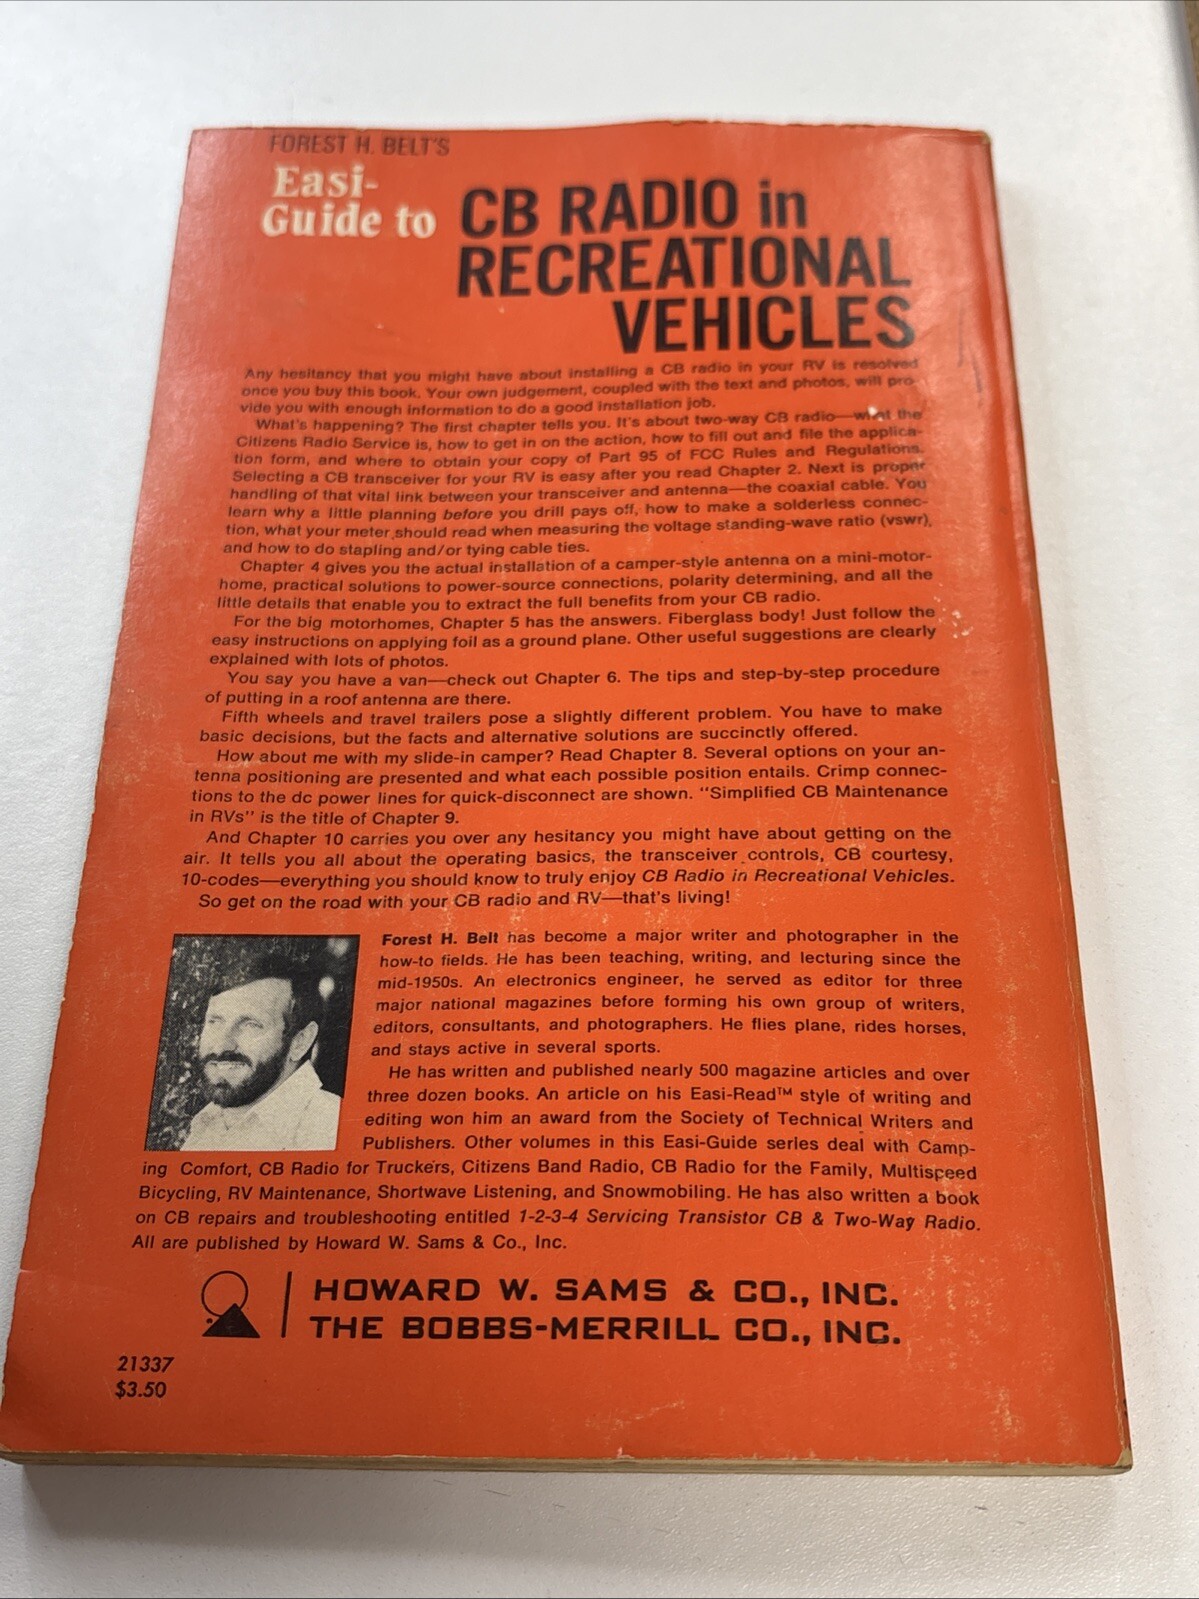 FOREST H. BELT'S
Easi-
Guide to
CB RADIO in
RECREATIONAL
VEHICLES
Any hesitancy that you might have about installing a CB radio in your RV is resolved
once you buy this book. Your own judgement, coupled with the text and photos, will pro-
vide you with enough information to do a good installation job.
What's happening? The first chapter tells you. It's about two-way CB radio—what the
Citizens Radio Service is, how to get in on the action, how to fill out and file the applica-
tion form, and where to obtain your copy of Part 95 of FCC Rules and Regulations.
Selecting a CB transceiver for your RV is easy after you read Chapter 2. Next is proper
handling of that vital link between your transceiver and antenna—the coaxial cable. You
learn why a little planning before you drill pays off, how to make a solderless connec-
tion, what your meter should read when measuring the voltage standing-wave ratio (vswr),
and how to do stapling and/or tying cable ties.
Chapter 4 gives you the actual installation of a camper-style antenna on a mini-motor-
home, practical solutions to power-source connections, polarity determining, and all the
little details that enable you to extract the full benefits from your CB radio.
For the big motorhomes, Chapter 5 has the answers. Fiberglass body! Just follow the
easy instructions on applying foil as a ground plane. Other useful suggestions are clearly
explained with lots of photos.
You say you have a van—check out Chapter 6. The tips and step-by-step procedure
of putting in a roof antenna are there.
Fifth wheels and travel trailers pose a slightly different problem. You have to make
basic decisions, but the facts and alternative solutions are succinctly offered.
How about me with my slide-in camper? Read Chapter 8. Several options on your an-
tenna positioning are presented and what each possible position entails. Crimp connec-
tions to the dc power lines for quick-disconnect are shown. "Simplified CB Maintenance
in RVs" is the title of Chapter 9.
And Chapter 10 carries you over any hesitancy you might have about getting on the
air. It tells you all about the operating basics, the transceiver controls, CB courtesy,
10-codes—everything you should know to truly enjoy CB Radio in Recreational Vehicles.
So get on the road with your CB radio and RV—that's living!
Forest H. Belt has become a major writer and photographer in the
how-to fields. He has been teaching, writing, and lecturing since the
mid-1950s. An electronics engineer, he served as editor for three
major national magazines before forming his own group of writers,
editors, consultants, and photographers. He flies plane, rides horses,
and stays active in several sports.
He has written and published nearly 500 magazine articles and over
three dozen books. An article on his Easi-Read™ style of writing and
editing won him an award from the Society of Technical Writers and
Publishers. Other volumes in this Easi-Guide series deal with Camp-
ing Comfort, CB Radio for Truckers, Citizens Band Radio, CB Radio for the Family, Multispeed
Bicycling, RV Maintenance, Shortwave Listening, and Snowmobiling. He has also written a book
on CB repairs and troubleshooting entitled 1-2-3-4 Servicing Transistor CB & Two-Way Radio.
All are published by Howard W. Sams & Co., Inc.
HOWARD W. SAMS & CO., INC.
THE BOBBS-MERRILL CO., INC.
21337
$3.50